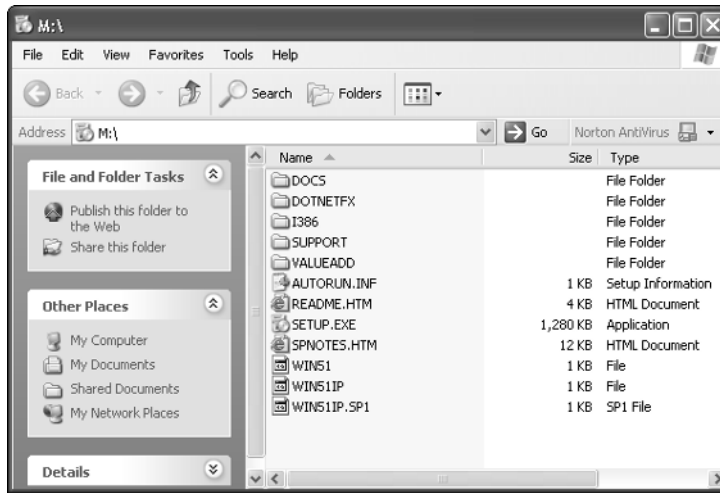 M:\
File Edit View Favorites Tools Help
Back Search Folders
Address M:\ Go Norton AntiVirus
File and Folder Tasks
Publish this folder to
the Web
Share this folder
Other Places
My Computer
My Documents
Shared Documents
My Network Places
Details
Name Size Type
DOCS File Folder
DOTNETFX File Folder
I386 File Folder
SUPPORT File Folder
VALUEADD File Folder
AUTORUN.INF 1 KB Setup Information
README.HTM 4 KB HTML Document
SETUP.EXE 1,280 KB Application
SPNOTES.HTM 12 KB HTML Document
WIN51 1 KB File
WIN51IP 1 KB File
WIN51IP.SP1 1 KB SP1 File